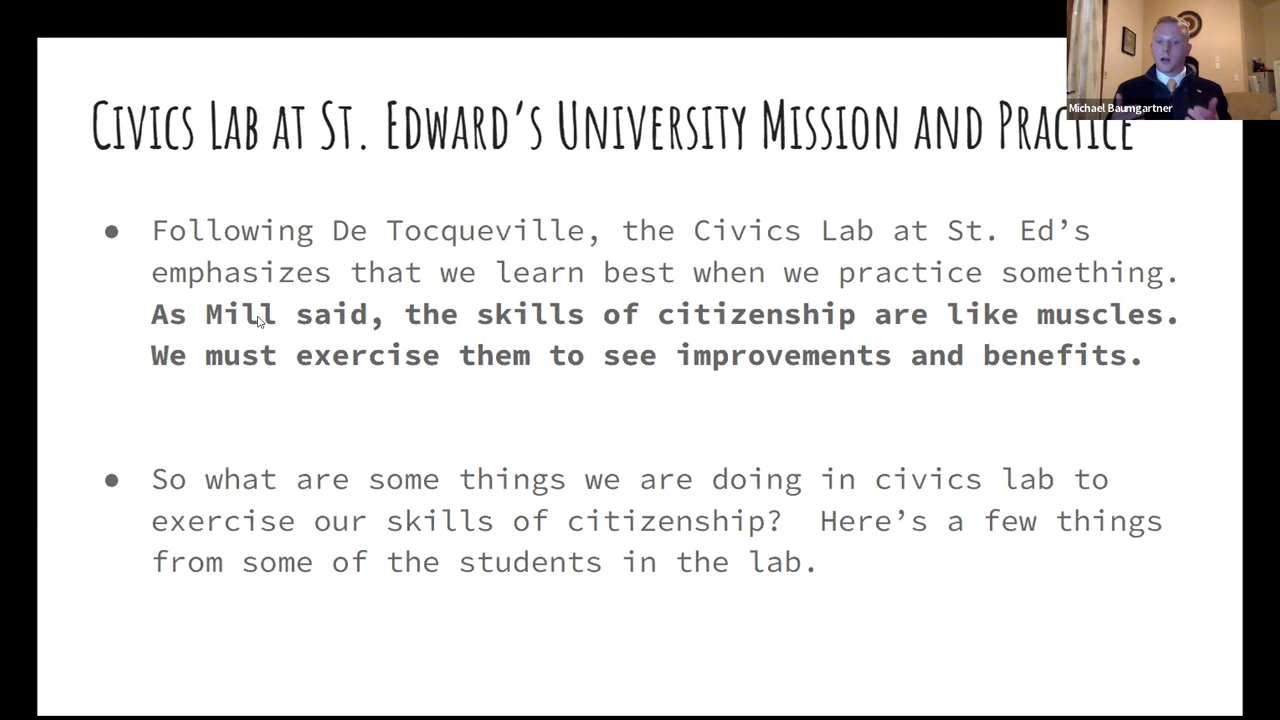 Civics Lab at St. Edward’s University Mission and Practice
Michael Baumgartner
● Following De Tocqueville, the Civics Lab at St. Ed’s
emphasizes that we learn best when we practice something.
As Mill said, the skills of citizenship are like muscles.
We must exercise them to see improvements and benefits.
● So what are some things we are doing in civics lab to
exercise our skills of citizenship?  Here’s a few things
from some of the students in the lab.